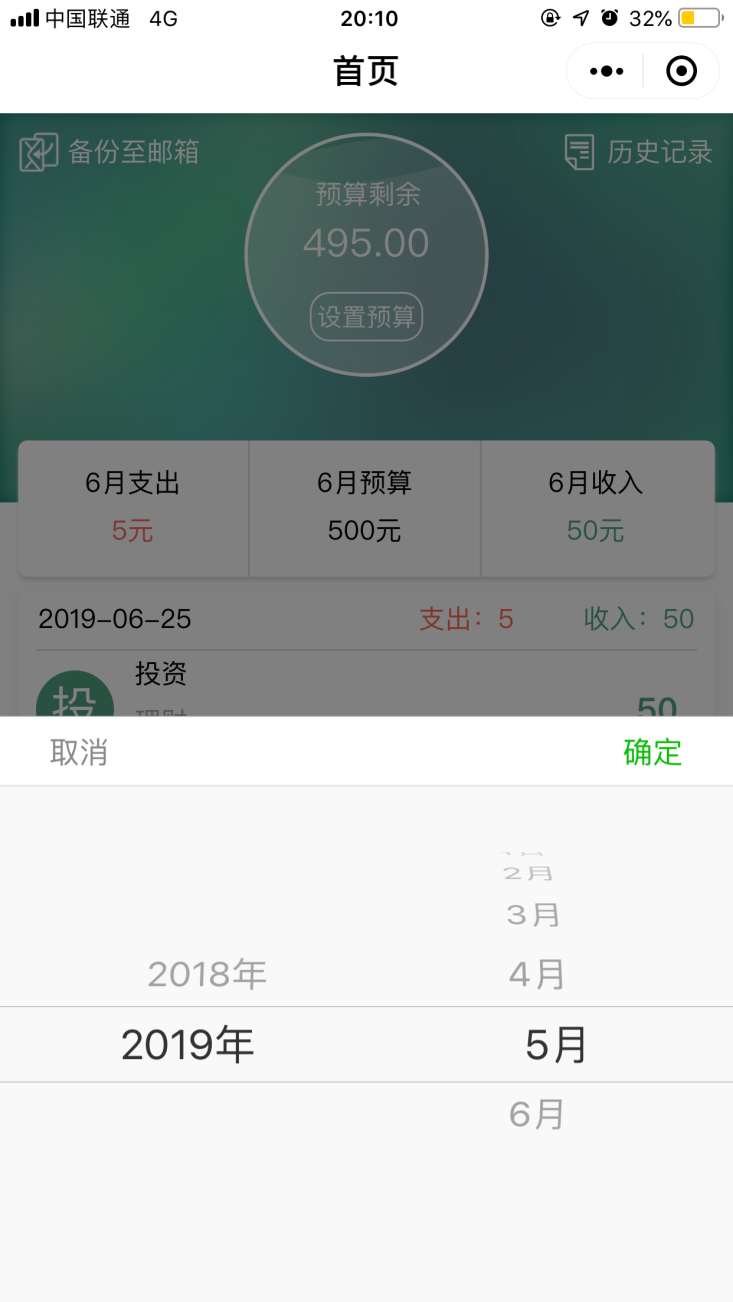 中国联通 4G 20:10 32%
首页
备份至邮箱 历史记录
预算剩余
495.00
设置预算
6月支出 6月预算 6月收入
5元 500元 50元
2019-06-25 支出：5 收入：50
投资
投 50
取消 确定
2月
3月
2018年 4月
2019年 5月
6月